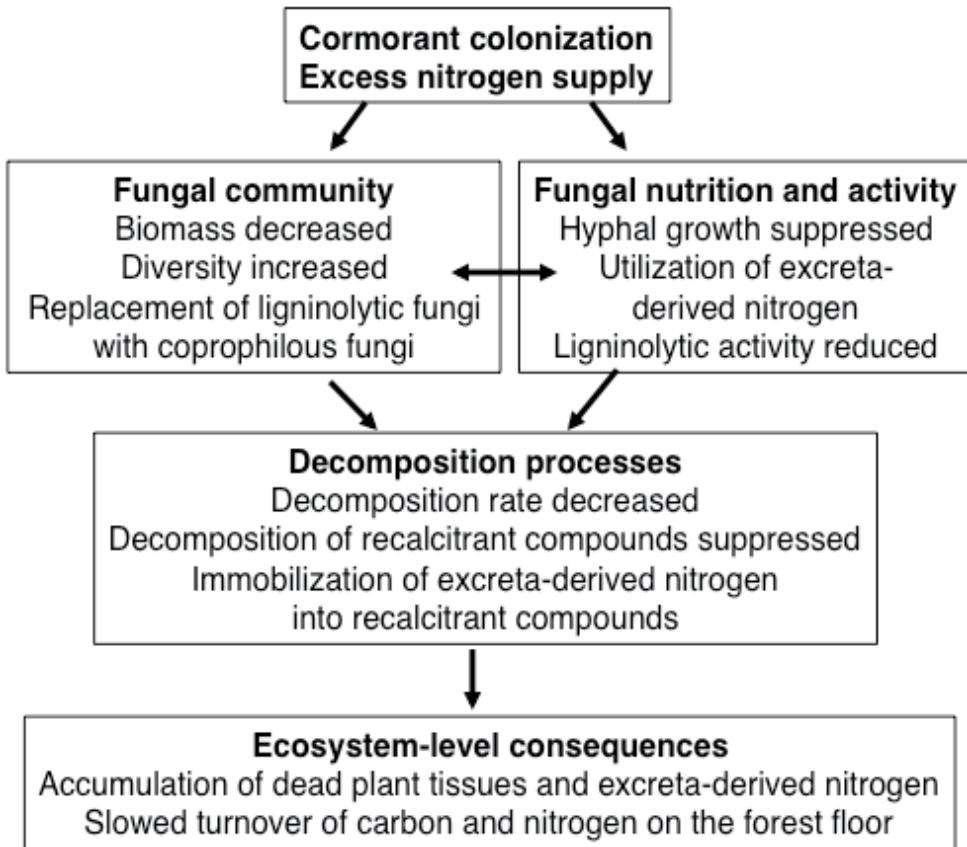 Cormorant colonization
Excess nitrogen supply
Fungal community
Biomass decreased
Diversity increased
Replacement of ligninolytic fungi
with coprophilous fungi
Fungal nutrition and activity
Hyphal growth suppressed
Utilization of excreta-
derived nitrogen
Ligninolytic activity reduced
Decomposition processes
Decomposition rate decreased
Decomposition of recalcitrant compounds suppressed
Immobilization of excreta-derived nitrogen
into recalcitrant compounds
Ecosystem-level consequences
Accumulation of dead plant tissues and excreta-derived nitrogen
Slowed turnover of carbon and nitrogen on the forest floor